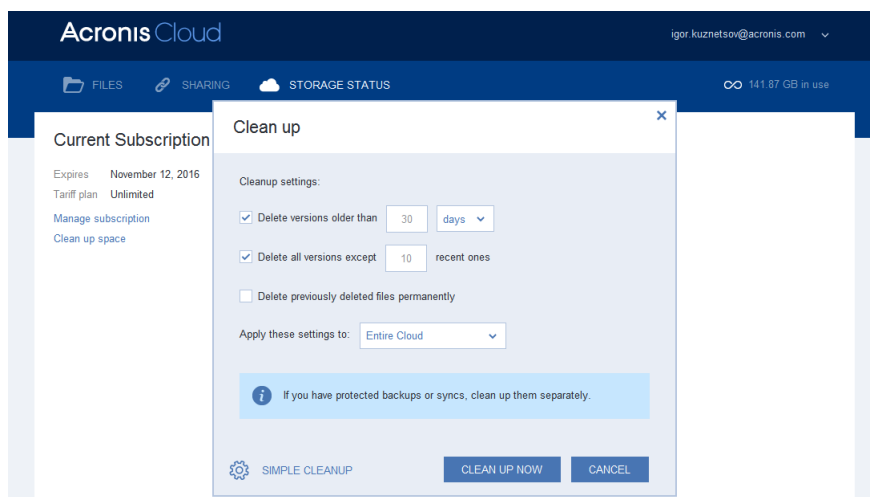 Acronis Cloud
igor.kuznetsov@acronis.com
FILES SHARING STORAGE STATUS 141.87 GB in use
Current Subscription
Expires November 12, 2016
Tariff plan Unlimited
Manage subscription
Clean up space
Clean up
Cleanup settings:
Delete versions older than 30 days
Delete all versions except 10 recent ones
Delete previously deleted files permanently
Apply these settings to: Entire Cloud
If you have protected backups or syncs, clean up them separately.
SIMPLE CLEANUP CLEAN UP NOW CANCEL